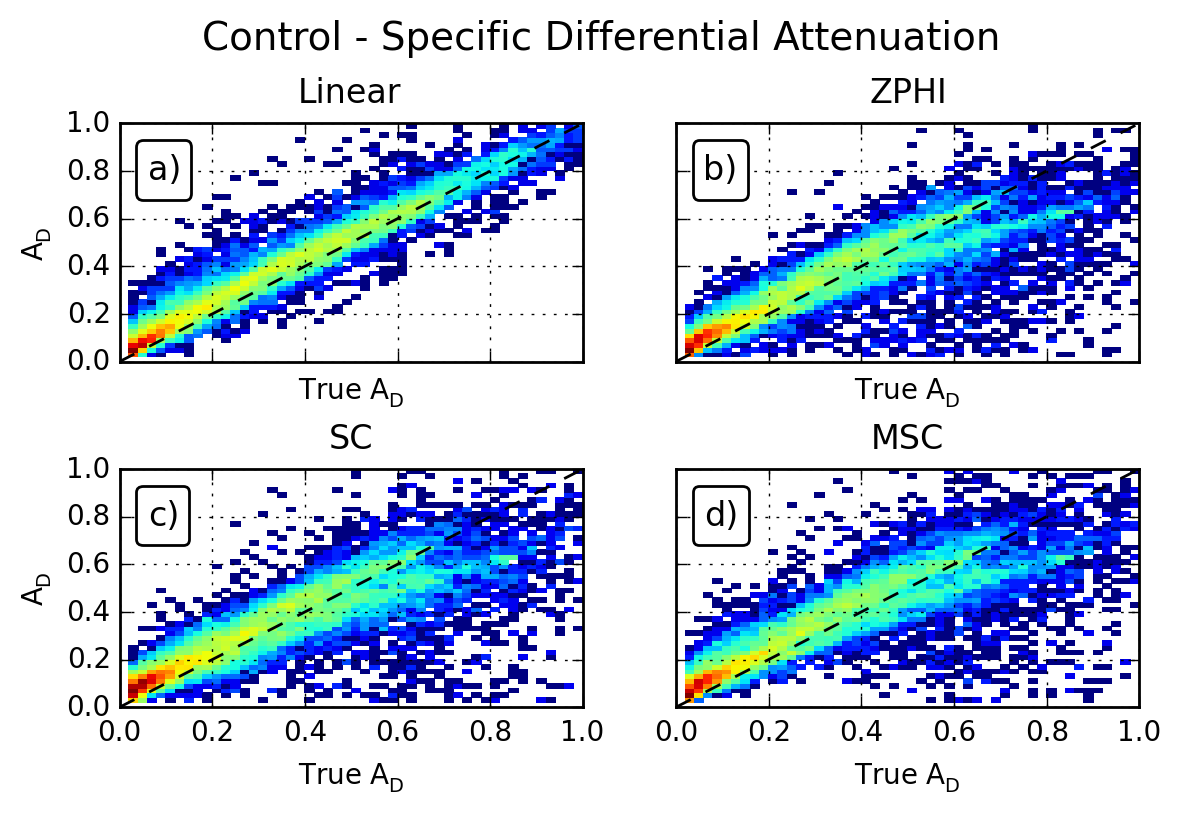 Control - Specific Differential Attenuation
Linear
ZPHI
1.0
0.8
0.6
0.4
0.2
0.0
A_D
a)
b)
True A_D
True A_D
SC
MSC
1.0
0.8
0.6
0.4
0.2
0.0
A_D
c)
d)
0.0 0.2 0.4 0.6 0.8 1.0
0.0 0.2 0.4 0.6 0.8 1.0
True A_D
True A_D